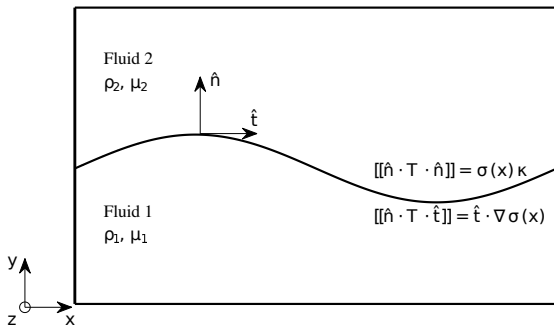 Fluid 2
ρ₂, μ₂
n̂
t̂
[[n̂ · T · n̂]] = σ(x) κ
[[n̂ · T · t̂]] = t̂ · ∇σ(x)
Fluid 1
ρ₁, μ₁
y
z
x